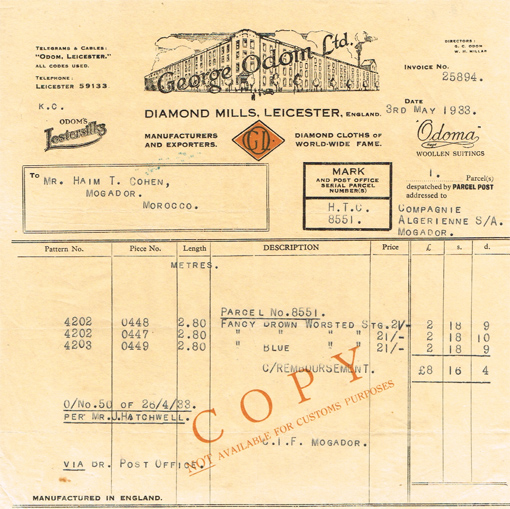 George Odom Ltd.
TELEGRAMS & CABLES:
"ODOM, LEICESTER."
ALL CODES USED.
TELEPHONE:
LEICESTER 59133
DIRECTORS:
INVOICE No.
25894.
K.C.
DIAMOND MILLS, LEICESTER, ENGLAND.
DATE
3RD MAY 1933.
ODOM'S
Lestersilks
MANUFACTURERS
AND EXPORTERS.
DIAMOND CLOTHS OF
WORLD-WIDE FAME.
"Odoma"
WOOLLEN SUITINGS
To
MR. HAIM T. COHEN,
MOGADOR.
MOROCCO.
MARK
AND POST OFFICE
SERIAL PARCEL
NUMBER(S)
H.T.C.
8551.
1. Parcel(s)
despatched by PARCEL POST
addressed to
COMPAGNIE
ALGERIENNE S/A.
MOGADOR.
Pattern No. Piece No. Length DESCRIPTION Price £ s. d.
METRES.
PARCEL No.8551.
4202 0448 2.80 FANCY BROWN WORSTED STG. 21/- 2 18 9
4202 0447 2.80 " " " " 21/- 2 18 10
4203 0449 2.80 " BLUE " " 21/- 2 18 9
C/REMBOURSEMENT. £8 16 4
O/No.50 OF 26/4/33.
PER MR.J.HATCHWELL.
COPY
NOT AVAILABLE FOR CUSTOMS PURPOSES
C.I.F. MOGADOR.
VIA BR. POST OFFICE.
MANUFACTURED IN ENGLAND.